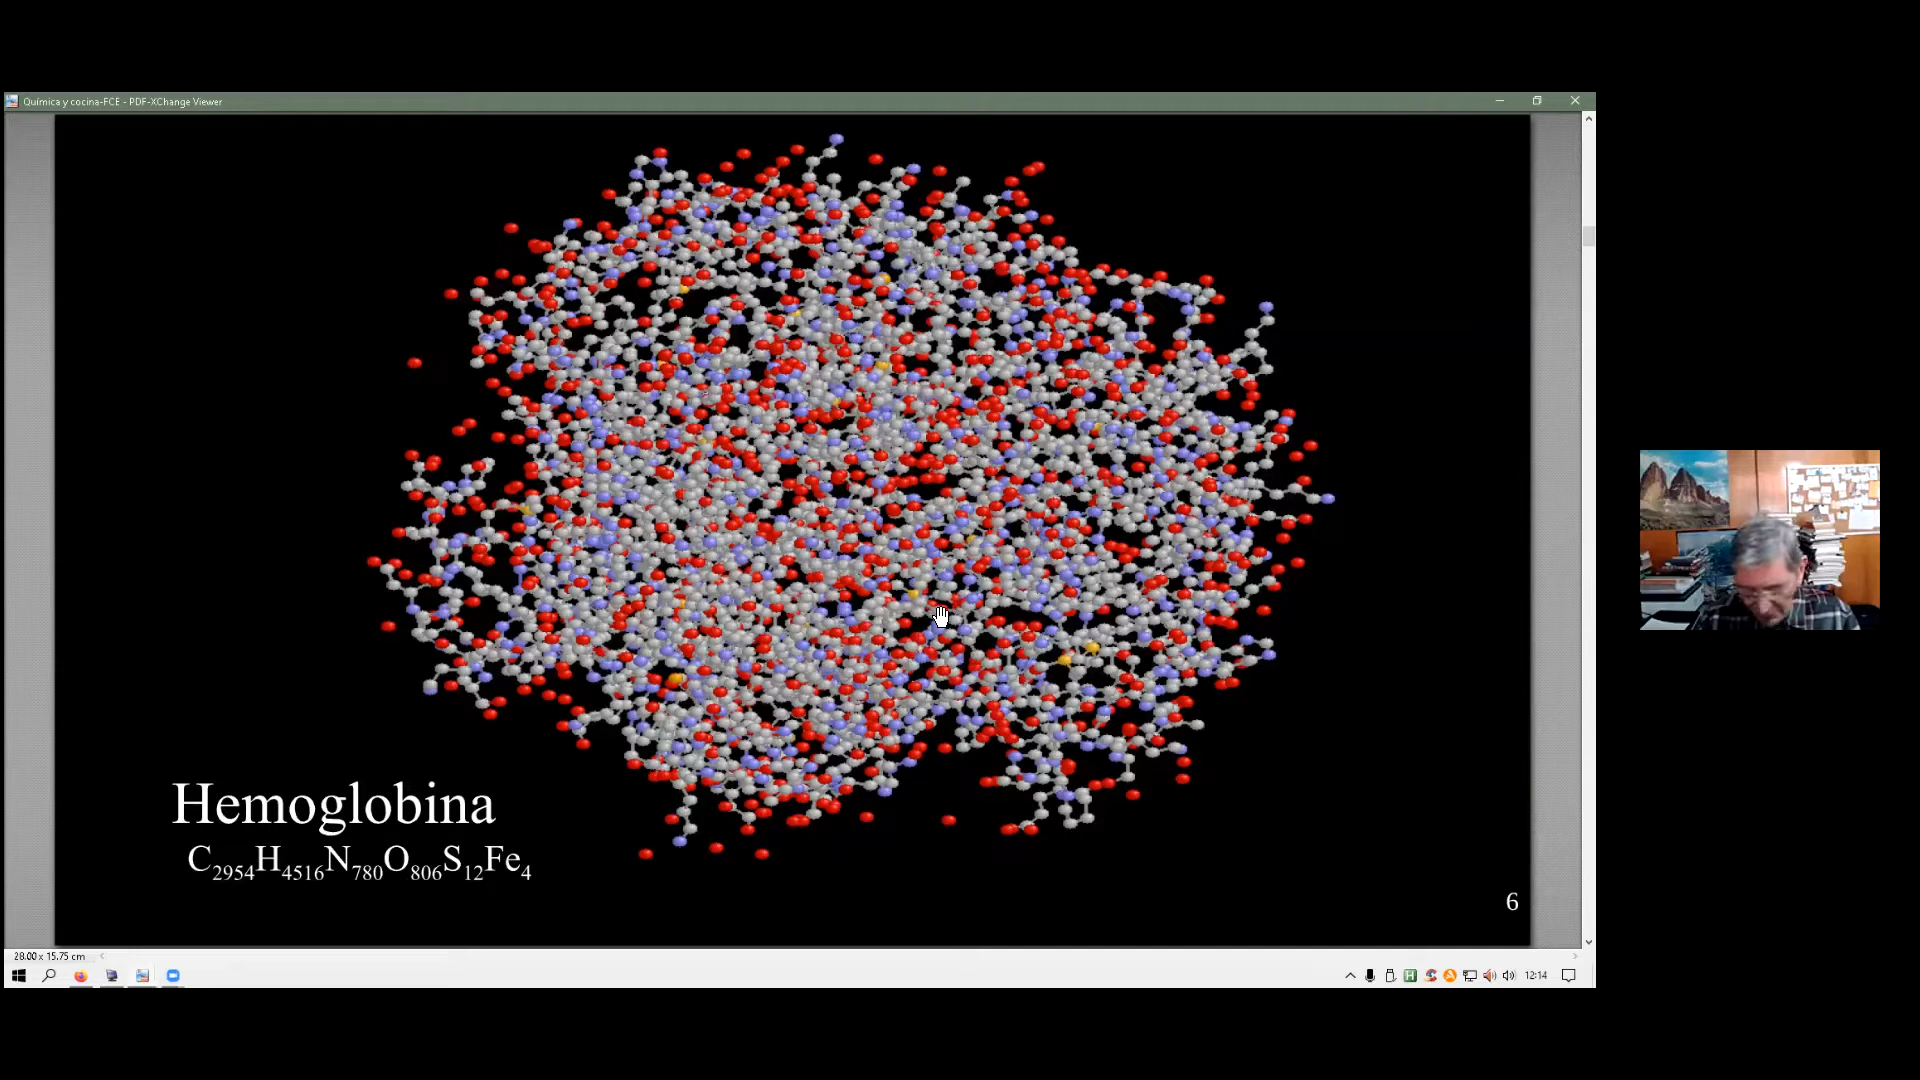 Química y cocina-FCE - PDF-XChange Viewer
Hemoglobina
C₂₉₅₄H₄₅₁₆N₇₈₀O₈₀₆S₁₂Fe₄
6
28.00 x 15.75 cm
12:14